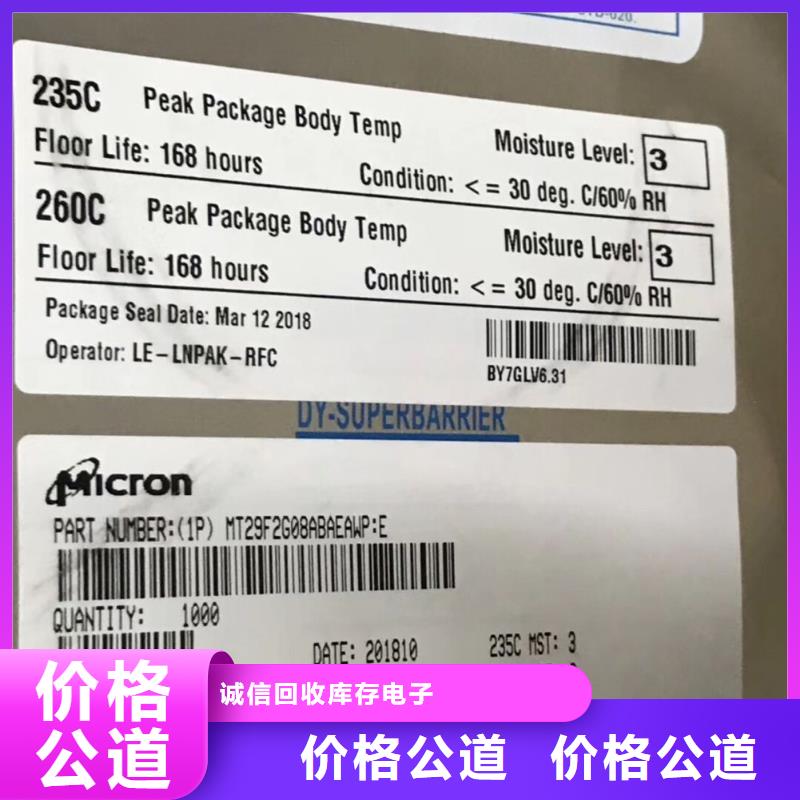 235C Peak Package Body Temp Moisture Level: 3
Floor Life: 168 hours Condition: <= 30 deg. C/60% RH
260C Peak Package Body Temp Moisture Level: 3
Floor Life: 168 hours Condition: <= 30 deg. C/60% RH
Package Seal Date: Mar 12 2018
Operator: LE-LNPAK-RFC
BY7GLV6.31
DY-SUPERBARRIER
Micron
PART NUMBER:(1P) MT29F2G08ABAEAWP:E
QUANTITY: 1000
DATE: 201810 235C MST: 3
价格
公道
诚信回收库存电子
价格公道 价格公道